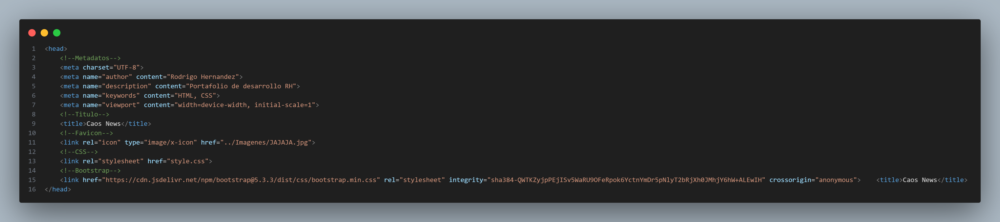 1 <head>
2 <!--Metadatos-->
3 <meta charset="UTF-8">
4 <meta name="author" content="Rodrigo Hernandez">
5 <meta name="description" content="Portafolio de desarrollo RH">
6 <meta name="keywords" content="HTML, CSS">
7 <meta name="viewport" content="width=device-width, initial-scale=1">
8 <!--Titulo-->
9 <title>Caos News</title>
10 <!--Favicon-->
11 <link rel="icon" type="image/x-icon" href="../Imagenes/JAJAJA.jpg">
12 <!--CSS-->
13 <link rel="stylesheet" href="style.css">
14 <!--Bootstrap-->
15 <link href="https://cdn.jsdelivr.net/npm/bootstrap@5.3.3/dist/css/bootstrap.min.css" rel="stylesheet" integrity="sha384-QWTKZyjpPEjISv5WaRU9OFeRpok6YctnYmDr5pNlyT2bRjXh0JMhjY6hW+ALEwIH" crossorigin="anonymous">    <title>Caos News</title>
16 </head>